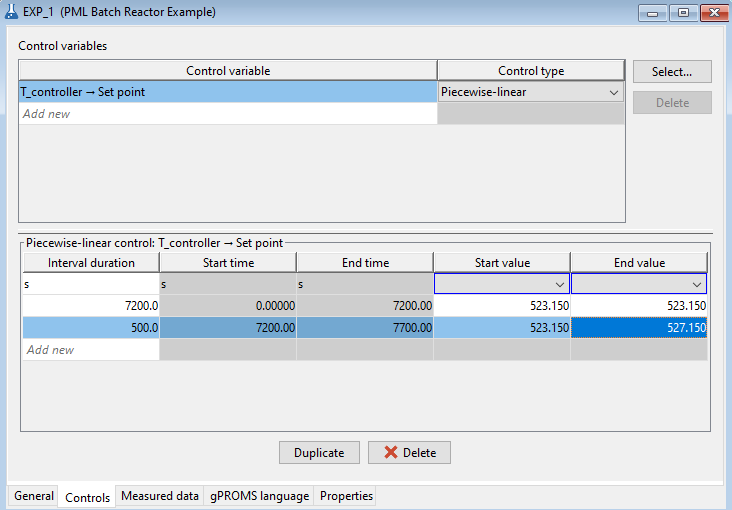 EXP_1 (PML Batch Reactor Example)
Control variables
Control variable Control type
Select...
T_controller → Set point Piecewise-linear
Delete
Add new
Piecewise-linear control: T_controller → Set point
Interval duration Start time End time Start value End value
s s s
7200.0 0.00000 7200.00 523.150 523.150
500.0 7200.00 7700.00 523.150 527.150
Add new
Duplicate Delete
General Controls Measured data gPROMS language Properties